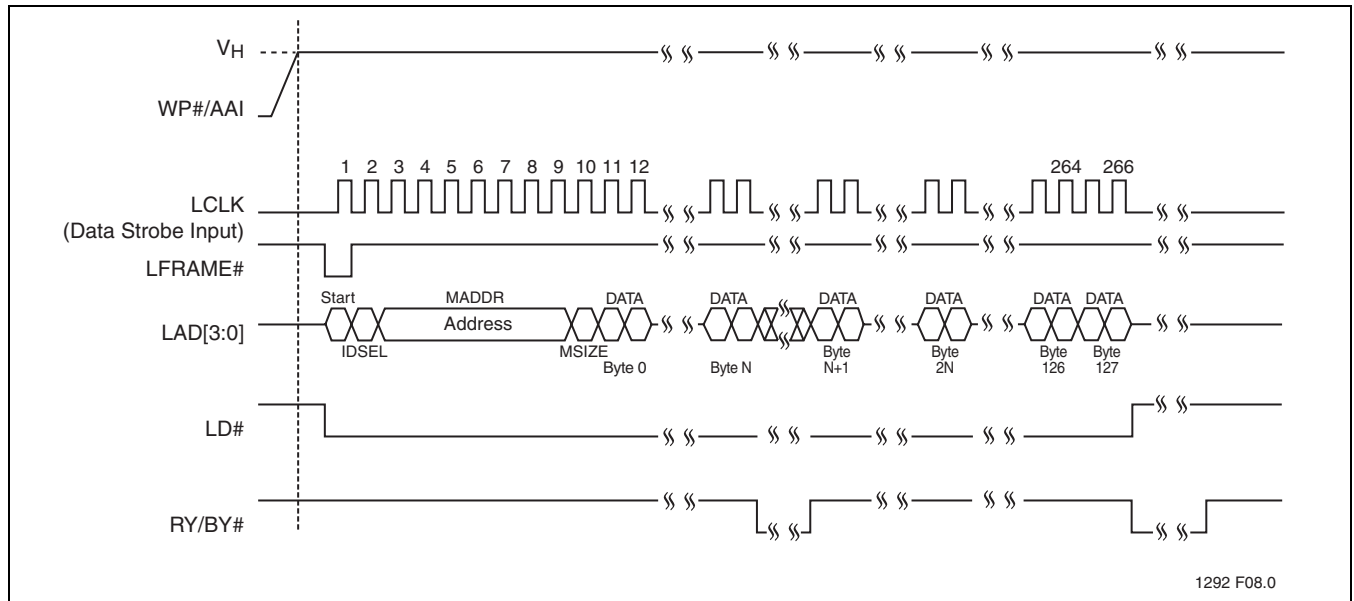 VH
WP#/AAI
1 2 3 4 5 6 7 8 9 10 11 12 264 266
LCLK
(Data Strobe Input)
LFRAME#
Start MADDR DATA DATA DATA DATA DATA DATA
LAD[3:0] Address
IDSEL MSIZE Byte 0 Byte N Byte N+1 Byte 2N Byte 126 Byte 127
LD#
RY/BY#
1292 F08.0